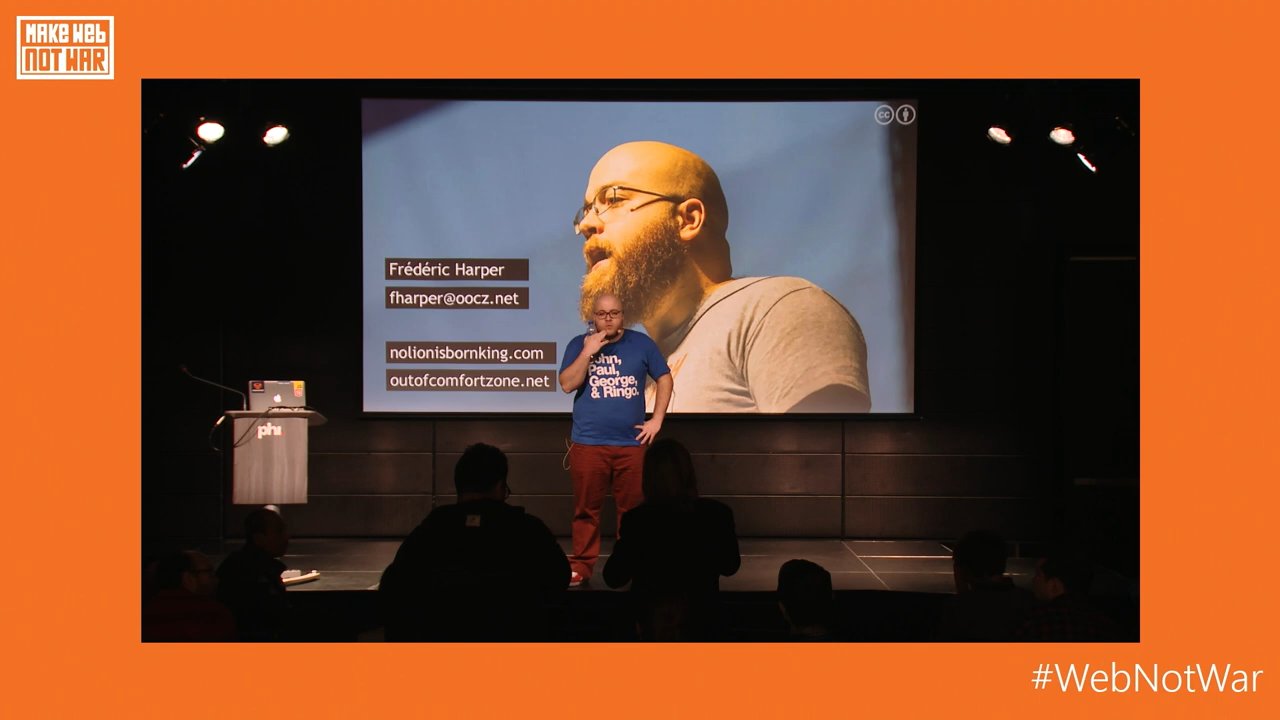 MAKE WEB
NOT WAR
cc
Frédéric Harper
fharper@oocz.net
nolionisbornking.com
outofcomfortzone.net
John,
Paul,
George,
& Ringo.
phi
#WebNotWar